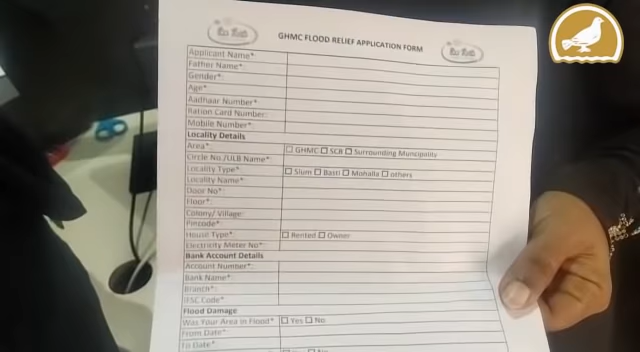 GHMC FLOOD RELIEF APPLICATION FORM
Applicant Name*:
Father Name*:
Gender*:
Age*:
Aadhaar Number*:
Ration Card Number:
Mobile Number*:
Locality Details
Area*: ☐ GHMC ☐ SCB ☐ Surrounding Muncipality
Circle No./ULB Name*:
Locality Type*: ☐ Slum ☐ Basti ☐ Mohalla ☐ others
Locality Name*:
Door No*:
Floor*:
Colony/ Village:
Pincode*:
House Type*: ☐ Rented ☐ Owner
Electricity Meter No*:
Bank Account Details
Account Number*:
Bank Name*:
Branch*:
IFSC Code*
Flood Damage
Was Your Area in Flood* ☐ Yes ☐ No
From Date*:
To Date*: